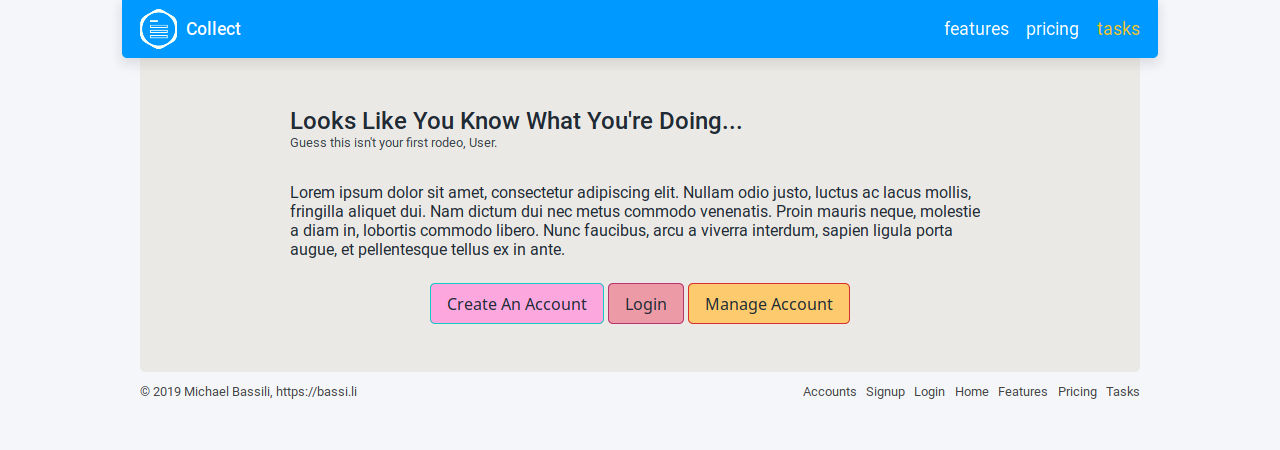 Collect
features pricing tasks
Looks Like You Know What You're Doing...
Guess this isn't your first rodeo, User.
Lorem ipsum dolor sit amet, consectetur adipiscing elit. Nullam odio justo, luctus ac lacus mollis,
fringilla aliquet dui. Nam dictum dui nec metus commodo venenatis. Proin mauris neque, molestie
a diam in, lobortis commodo libero. Nunc faucibus, arcu a viverra interdum, sapien ligula porta
augue, et pellentesque tellus ex in ante.
Create An Account Login Manage Account
© 2019 Michael Bassili, https://bassi.li
Accounts Signup Login Home Features Pricing Tasks